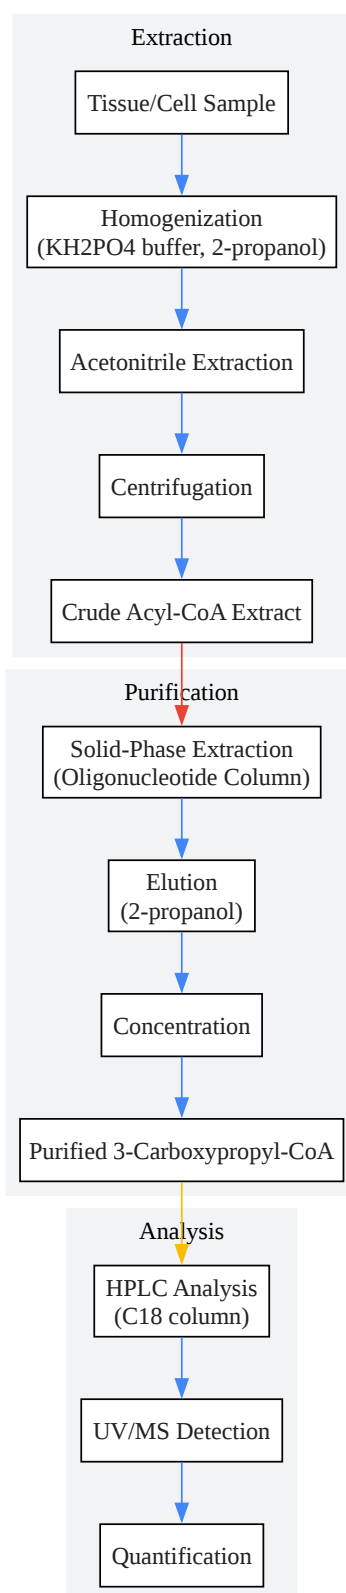 Extraction
Tissue/Cell Sample
Homogenization
(KH2PO4 buffer, 2-propanol)
Acetonitrile Extraction
Centrifugation
Crude Acyl-CoA Extract
Purification
Solid-Phase Extraction
(Oligonucleotide Column)
Elution
(2-propanol)
Concentration
Purified 3-Carboxypropyl-CoA
Analysis
HPLC Analysis
(C18 column)
UV/MS Detection
Quantification